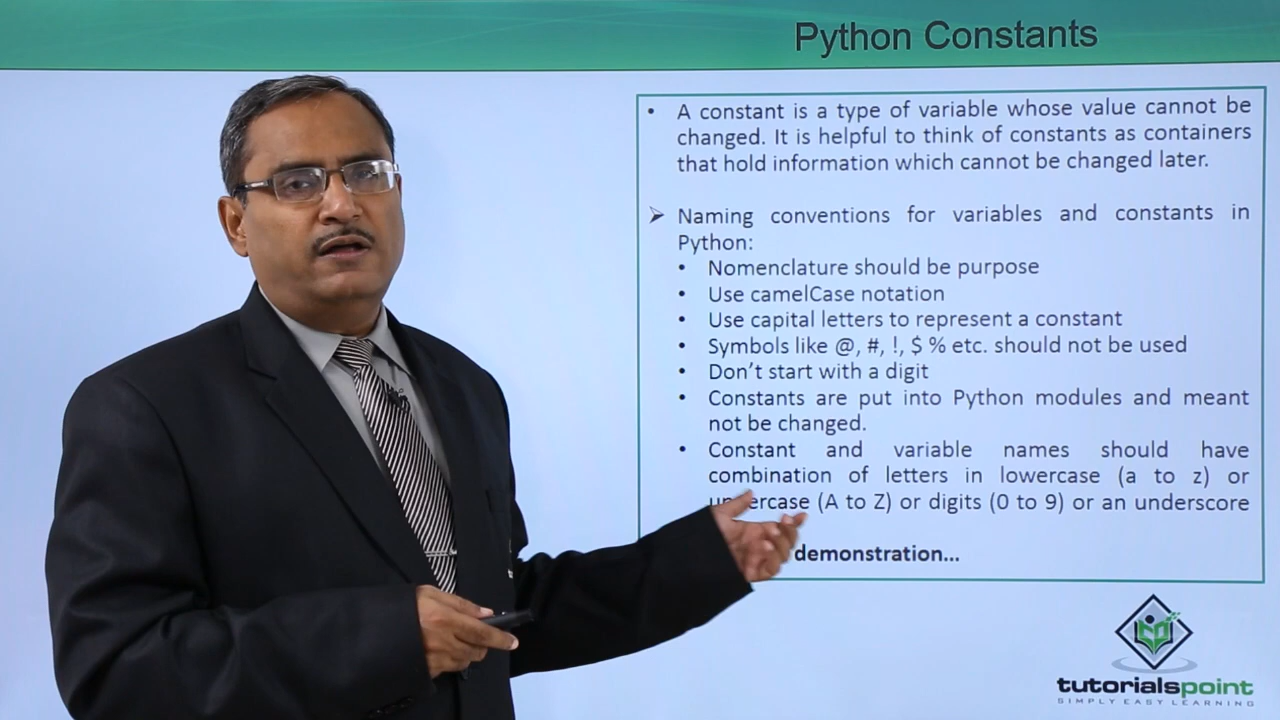 Python Constants
• A constant is a type of variable whose value cannot be
changed. It is helpful to think of constants as containers
that hold information which cannot be changed later.
➢ Naming conventions for variables and constants in
Python:
• Nomenclature should be purpose
• Use camelCase notation
• Use capital letters to represent a constant
• Symbols like @, #, !, $ % etc. should not be used
• Don't start with a digit
• Constants are put into Python modules and meant
not be changed.
• Constant and variable names should have
combination of letters in lowercase (a to z) or
uppercase (A to Z) or digits (0 to 9) or an underscore
demonstration...
tutorialspoint
SIMPLY EASY LEARNING